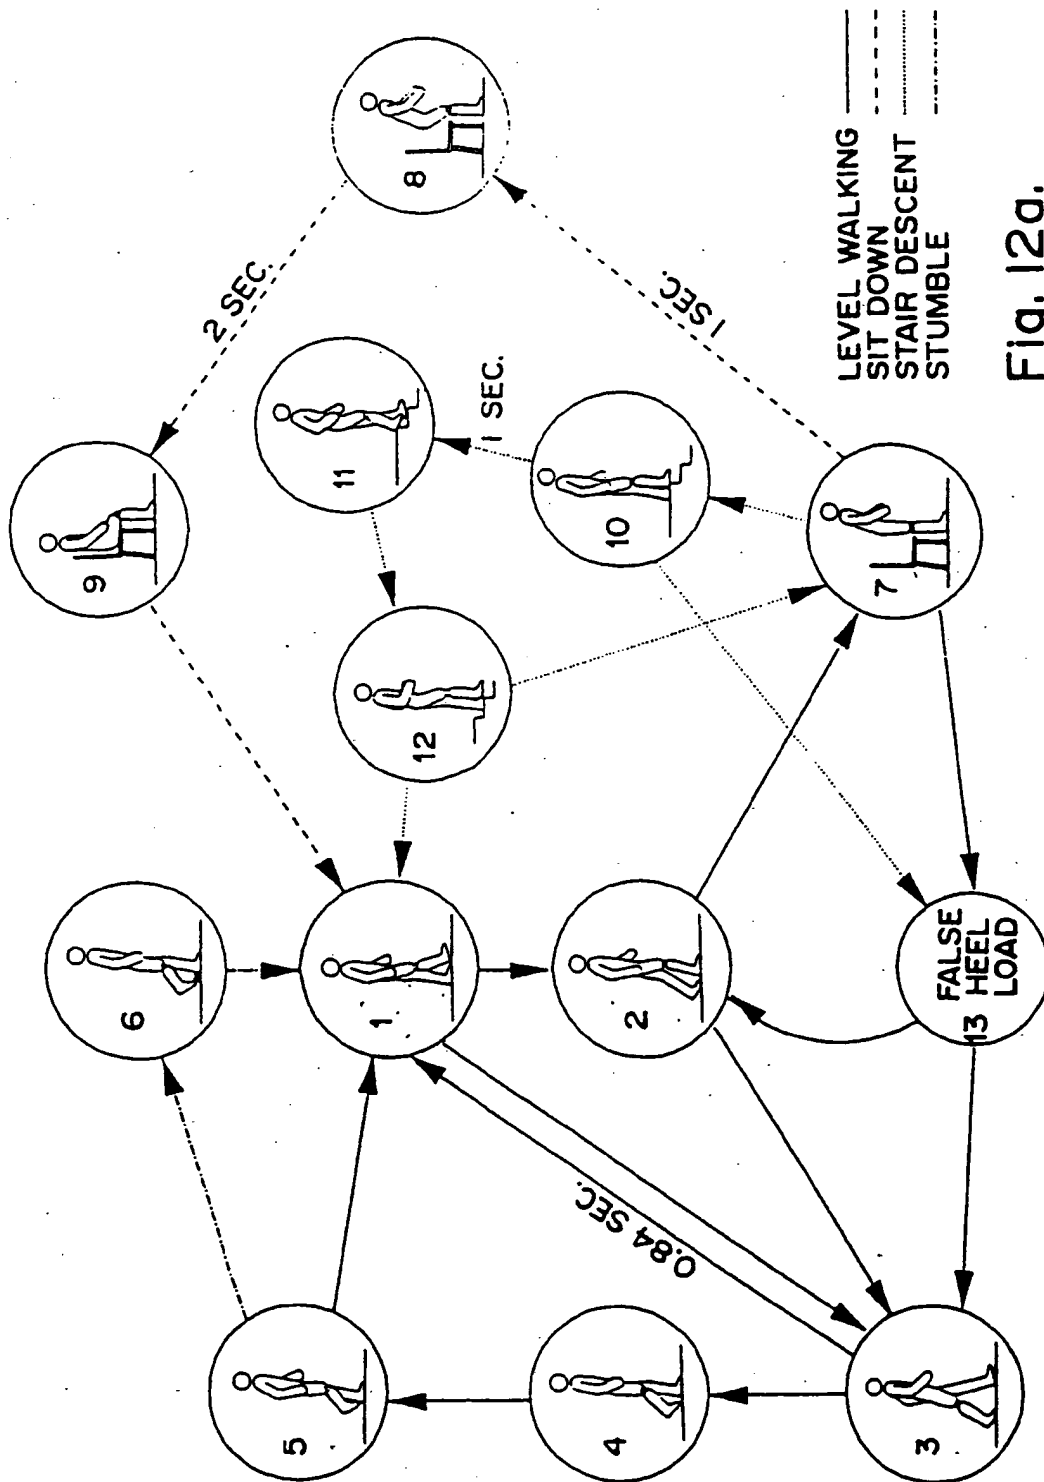 5
6
9
4
1
12
11
2 SEC.
8
0.84 SEC.
2
10
1 SEC.
3
13 FALSE
HEEL
LOAD
7
1 SEC.
LEVEL WALKING
SIT DOWN
STAIR DESCENT
STUMBLE
Fig. 12a.